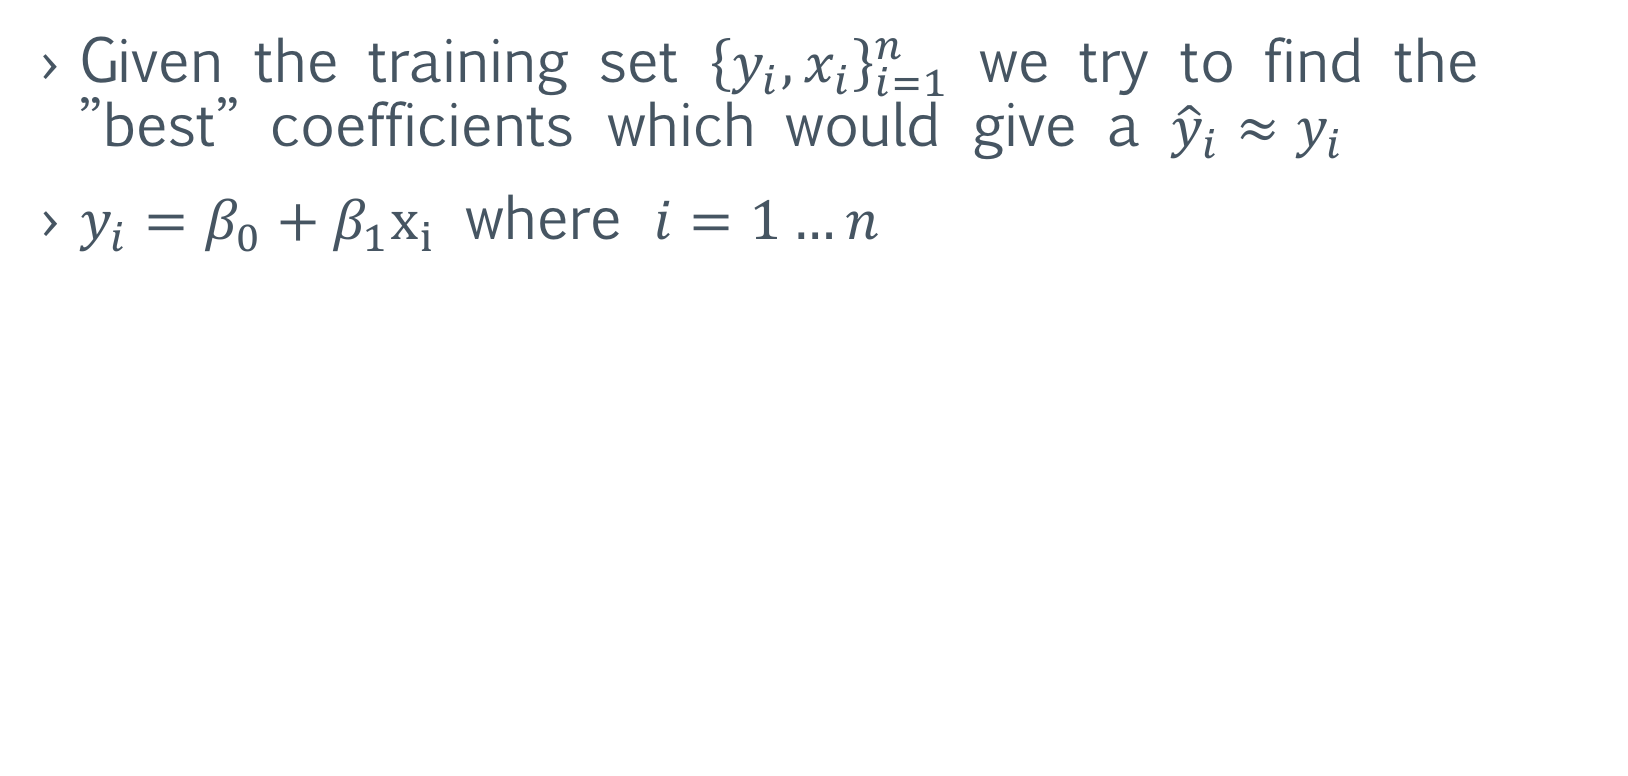 › Given the training set {yᵢ, xᵢ}ⁿᵢ₌₁ we try to find the
”best” coefficients which would give a ŷᵢ ≈ yᵢ
› yᵢ = β₀ + β₁xᵢ where i = 1 … n